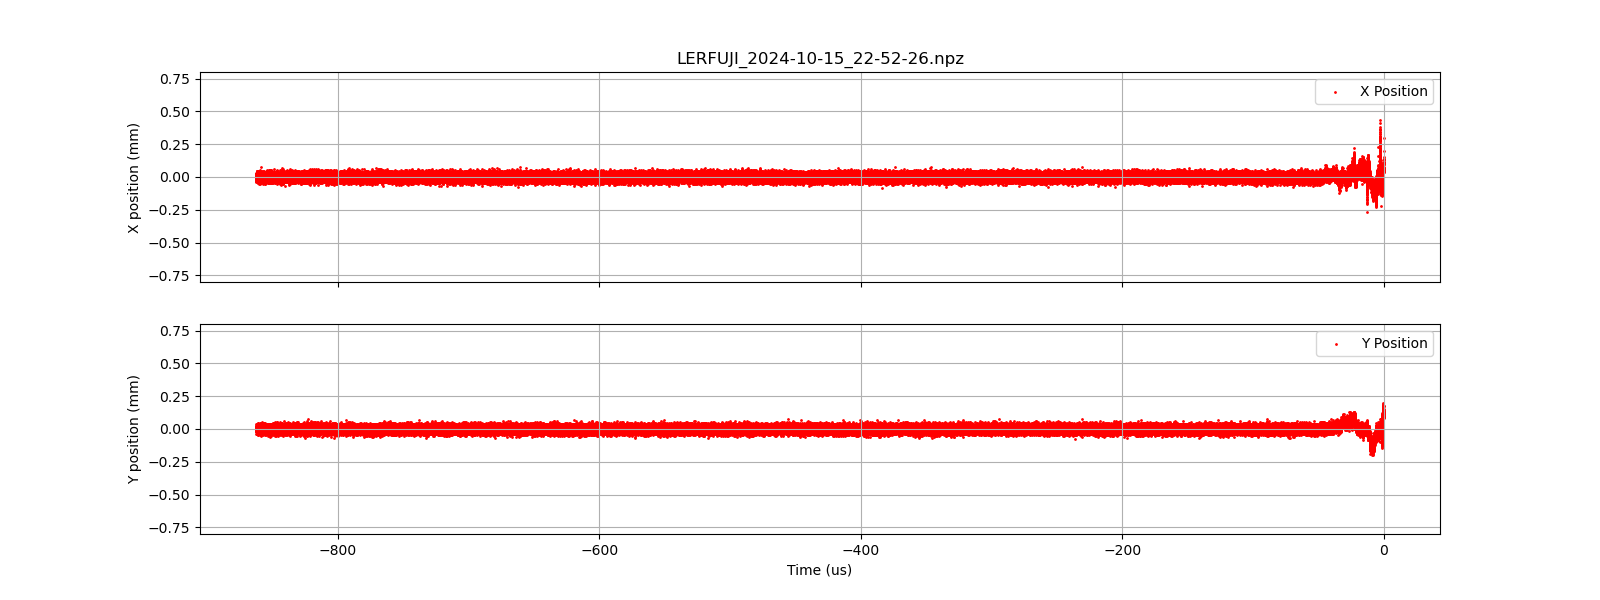 LERFUJI_2024-10-15_22-52-26.npz
0.75
0.50
0.25
0.00
−0.25
−0.50
−0.75
X position (mm)
X Position
0.75
0.50
0.25
0.00
−0.25
−0.50
−0.75
Y position (mm)
Y Position
−800 −600 −400 −200 0
Time (us)